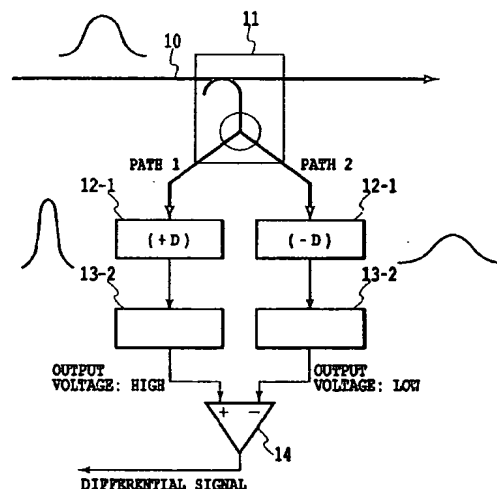 11
10
PATH 1
PATH 2
12-1
12-1
(+D)
(-D)
13-2
13-2
OUTPUT
VOLTAGE: HIGH
OUTPUT
VOLTAGE: LOW
+ -
14
DIFFERENTIAL SIGNAL